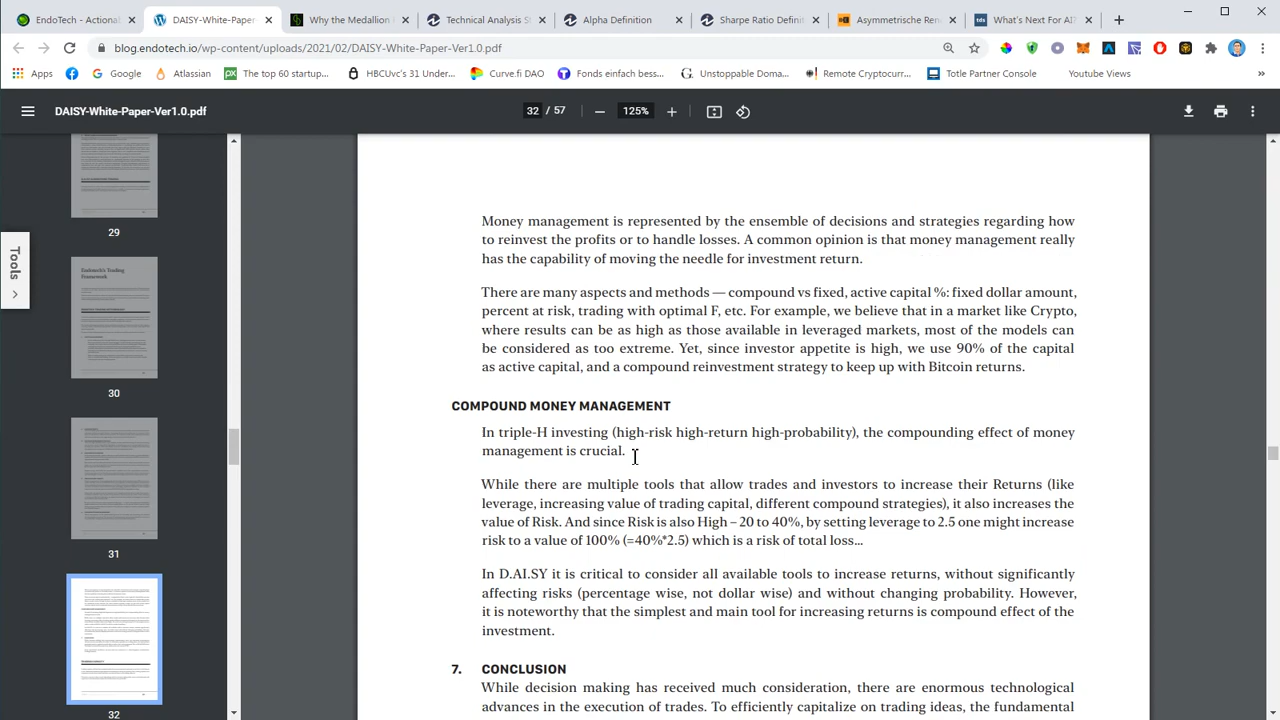 EndoTech - Actional
DAISY-White-Paper-
Why the Medallion
Technical Analysis S
Alpha Definition
Sharpe Ratio Defini
Asymmetrische Ren
What's Next For AI?
blog.endotech.io/wp-content/uploads/2021/02/DAISY-White-Paper-Ver1.0.pdf
Apps
Google
Atlassian
The top 60 startup...
HBCUvc's 31 Under...
Curve.fi DAO
Fonds einfach bess...
Unstoppable Doma...
Remote Cryptocurr...
Totle Partner Console
Youtube Views
»
DAISY-White-Paper-Ver1.0.pdf
32 / 57
125%
Tools
29
30
31
32
Money management is represented by the ensemble of decisions and strategies regarding how
to reinvest the profits or to handle losses. A common opinion is that money management really
has the capability of moving the needle for investment return.
There are many aspects and methods — compound vs fixed, active capital %: fixed dollar amount,
percent at risk, trading with optimal F, etc. For example, we believe that in a market like Crypto,
where results can be as high as those available in leveraged markets, most of the models can
be considered as too extreme. Yet, since investor appetite is high, we use 90% of the capital
as active capital, and a compound reinvestment strategy to keep up with Bitcoin returns.
COMPOUND MONEY MANAGEMENT
In triple-H investing (high-risk high-return high-probability), the compounding effect of money
management is crucial.
While there are multiple tools that allow trades and investors to increase their Returns (like
leverage, increasing value of trading capital, different compound strategies), it also increases the
value of Risk. And since Risk is also High – 20 to 40%, by setting leverage to 2.5 one might increase
risk to a value of 100% (=40%*2.5) which is a risk of total loss...
In D.AI.SY it is critical to consider all available tools to increase returns, without significantly
affecting risks (percentage wise, not dollar wise) and without changing probability. However,
it is noteworthy that the simplest and main tool for increasing returns is compound effect of the
investment.
7. CONCLUSION
While decision making has received much consideration, there are enormous technological
advances in the execution of trades. To efficiently capitalize on trading ideas, the fundamental